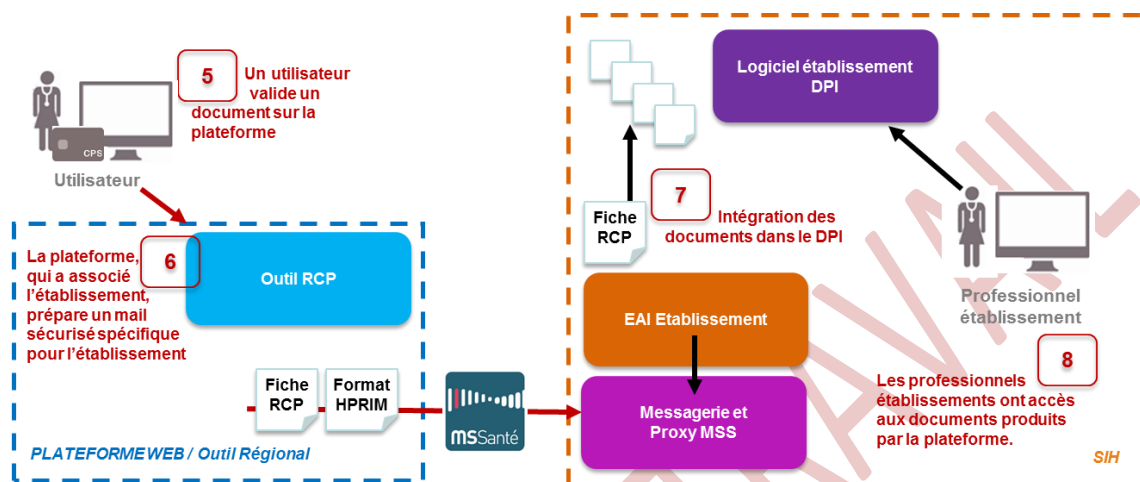 5
Un utilisateur
valide un
document sur la
plateforme
CPS
Utilisateur
La plateforme,
qui a associé
l'établissement,
prépare un mail
sécurisé spécifique
pour l'établissement
6
Outil RCP
Fiche
RCP
Format
HPRIM
PLATEFORME WEB / Outil Régional
MSSanté
Logiciel établissement
DPI
Fiche
RCP
7
Intégration des
documents dans le DPI
EAI Etablissement
Messagerie et
Proxy MSS
Professionnel
établissement
8
Les professionnels
établissements ont accès
aux documents produits
par la plateforme.
SIH